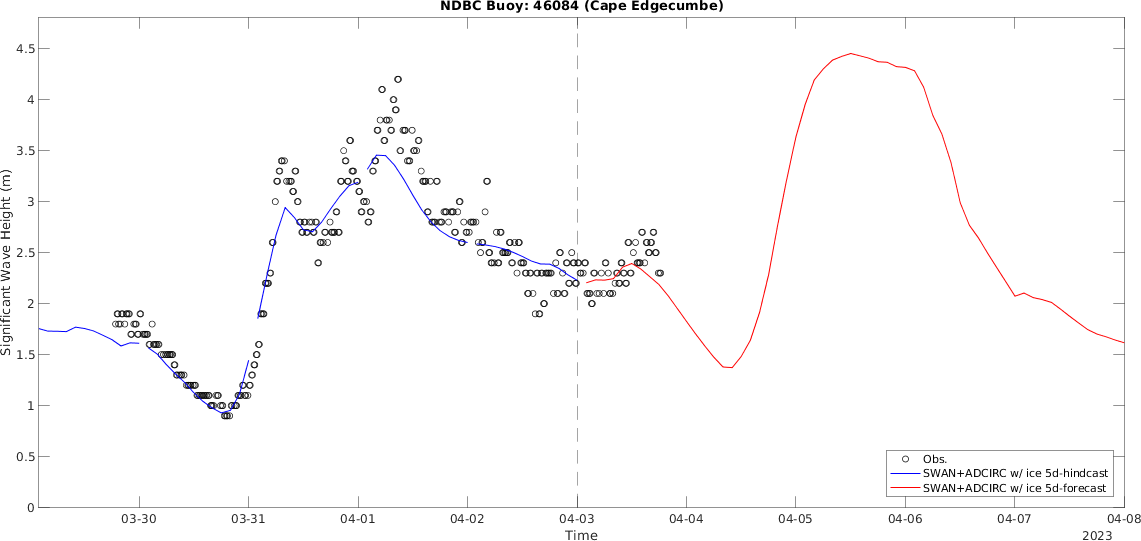 NDBC Buoy: 46084 (Cape Edgecumbe)
Significant Wave Height (m)
4.5
4
3.5
3
2.5
2
1.5
1
0.5
0
Obs.
SWAN+ADCIRC w/ ice 5d-hindcast
SWAN+ADCIRC w/ ice 5d-forecast
03-30 03-31 04-01 04-02 04-03 04-04 04-05 04-06 04-07 04-08
Time
2023